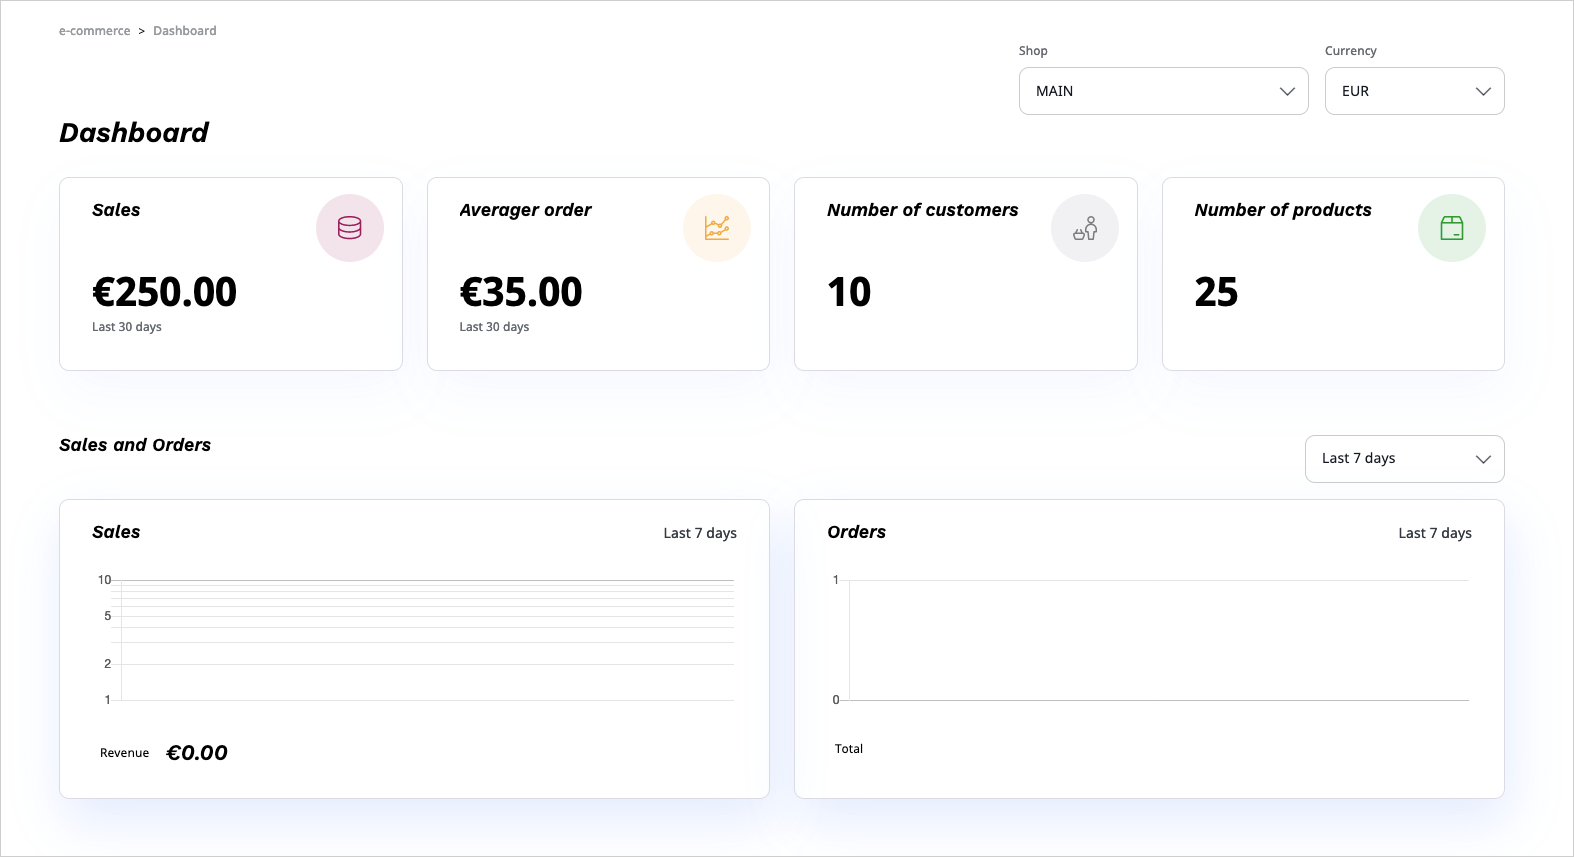 e-commerce > Dashboard
Shop
Currency
MAIN
EUR
Dashboard
Sales
€250.00
Last 30 days
Averager order
€35.00
Last 30 days
Number of customers
10
Number of products
25
Sales and Orders
Last 7 days
Sales
Last 7 days
10
5
2
1
Revenue €0.00
Orders
Last 7 days
1
0
Total